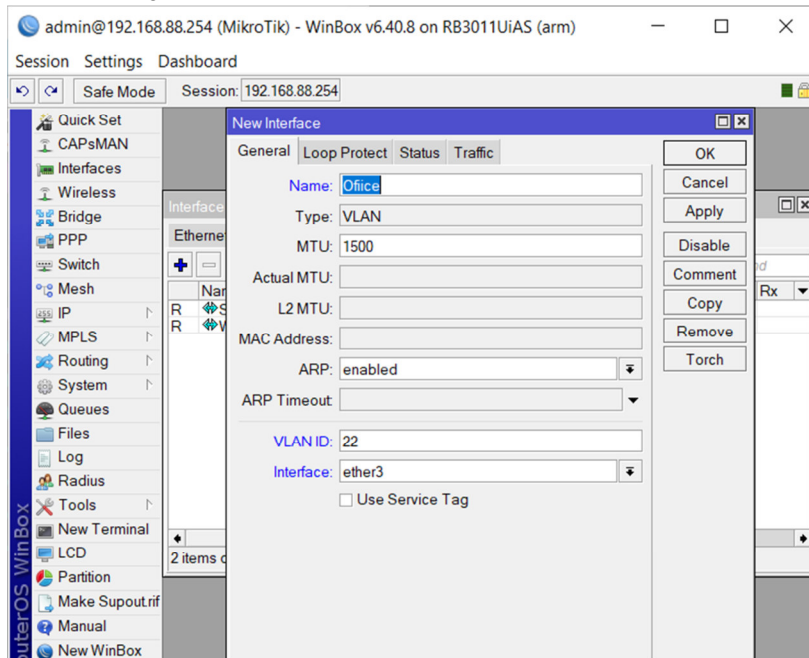 admin@192.168.88.254 (MikroTik) - WinBox v6.40.8 on RB3011UiAS (arm)
Session Settings Dashboard
Safe Mode Session: 192.168.88.254
Quick Set
CAPsMAN
Interfaces
Wireless
Bridge
PPP
Switch
Mesh
IP
MPLS
Routing
System
Queues
Files
Log
Radius
Tools
New Terminal
LCD
Partition
Make Supout.rif
Manual
New WinBox
RouterOS WinBox
Interface
Ethernet
Nar
R S
R V
2 items o
nd
Rx
New Interface
General Loop Protect Status Traffic
Name: Ofiice
Type: VLAN
MTU: 1500
Actual MTU:
L2 MTU:
MAC Address:
ARP: enabled
ARP Timeout:
VLAN ID: 22
Interface: ether3
Use Service Tag
OK
Cancel
Apply
Disable
Comment
Copy
Remove
Torch